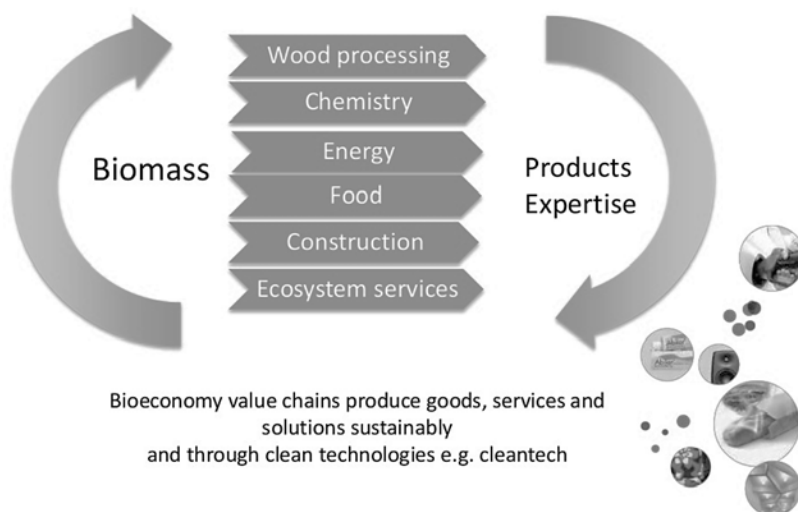 Wood processing
Chemistry
Energy
Food
Construction
Ecosystem services
Biomass
Products
Expertise
Bioeconomy value chains produce goods, services and
solutions sustainably
and through clean technologies e.g. cleantech